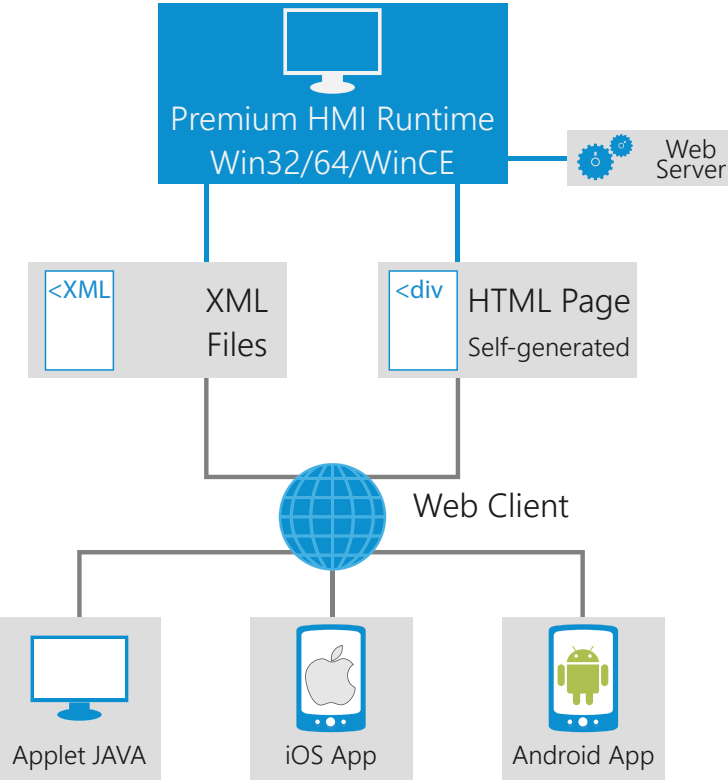 Premium HMI Runtime
Win32/64/WinCE
Web
Server
<XML
XML
Files
<div
HTML Page
Self-generated
Web Client
Applet JAVA
iOS App
Android App